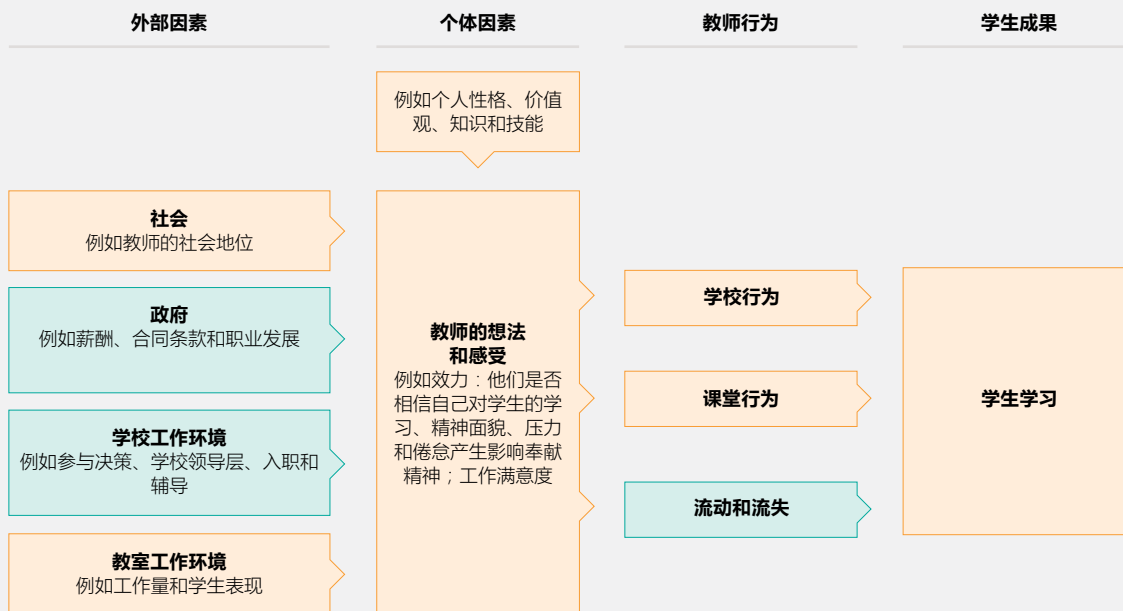 外部因素
个体因素
教师行为
学生成果
例如个人性格、价值
观、知识和技能
社会
例如教师的社会地位
政府
例如薪酬、合同条款和职业发展
学校工作环境
例如参与决策、学校领导层、入职和
辅导
教室工作环境
例如工作量和学生表现
教师的想法
和感受
例如效力：他们是否
相信自己对学生的学
习、精神面貌、压力
和倦怠产生影响奉献
精神；工作满意度
学校行为
课堂行为
流动和流失
学生学习